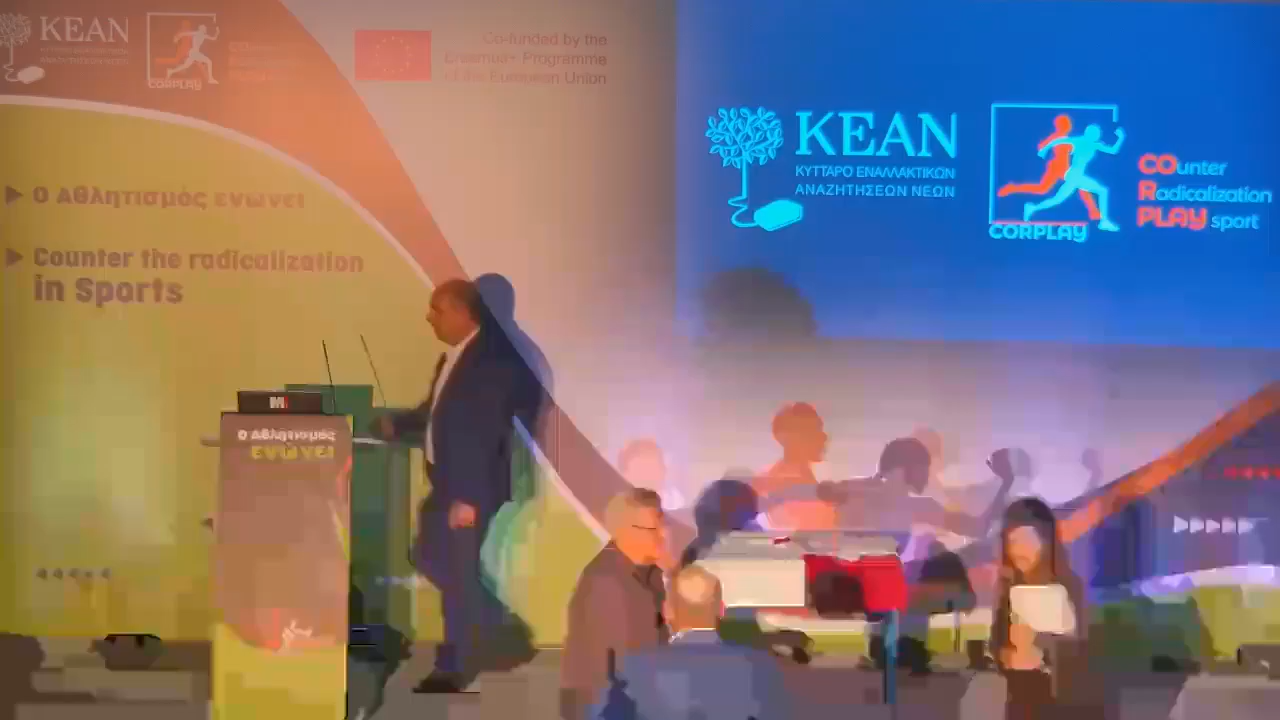 KEAN
CORPLAY
Co-funded by the
Erasmus+ Programme
of the European Union
Ο Αθλητισμός ενώνει
Counter the radicalization
in Sports
KEAN
ΚΥΤΤΑΡΟ ΕΝΑΛΛΑΚΤΙΚΩΝ
ΑΝΑΖΗΤΗΣΕΩΝ ΝΕΩΝ
CORPLAY
COunter
Radicalization
PLAY sport
Ο Αθλητισμός
ενώνει